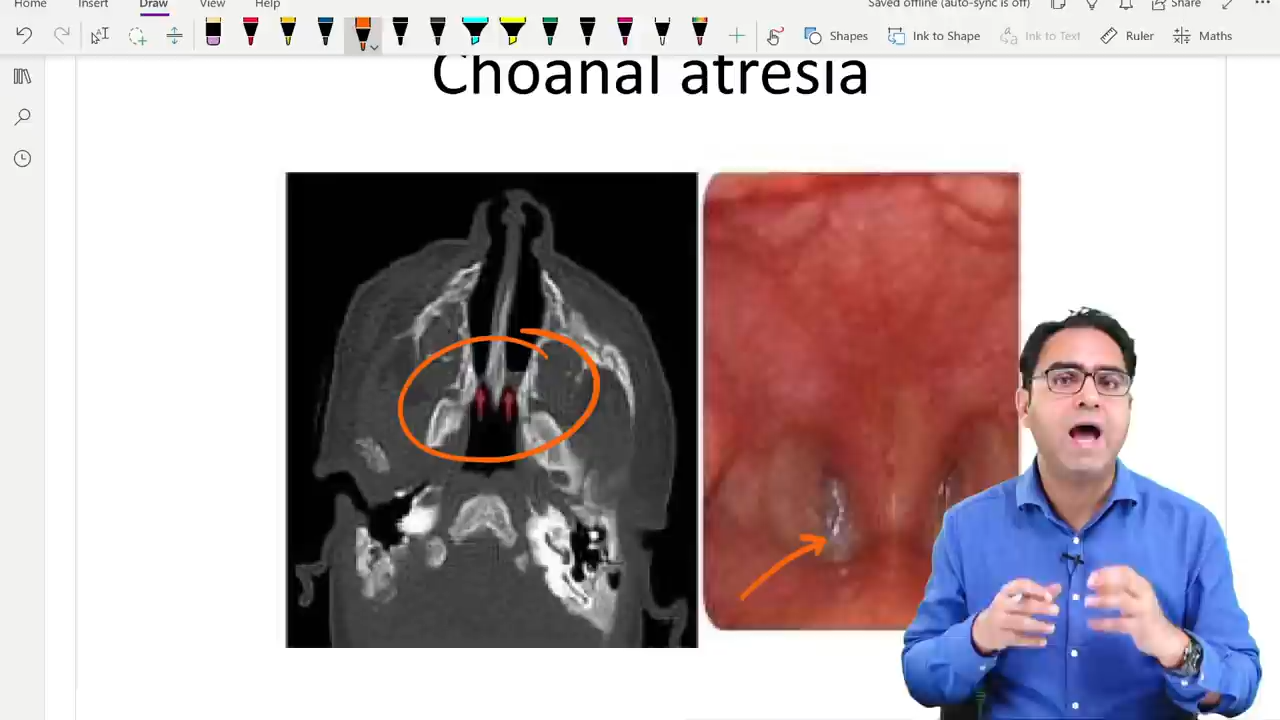 Home Insert Draw View Help Saved offline (auto-sync is off) Share
Shapes Ink to Shape Ink to Text Ruler Maths
Choanal atresia